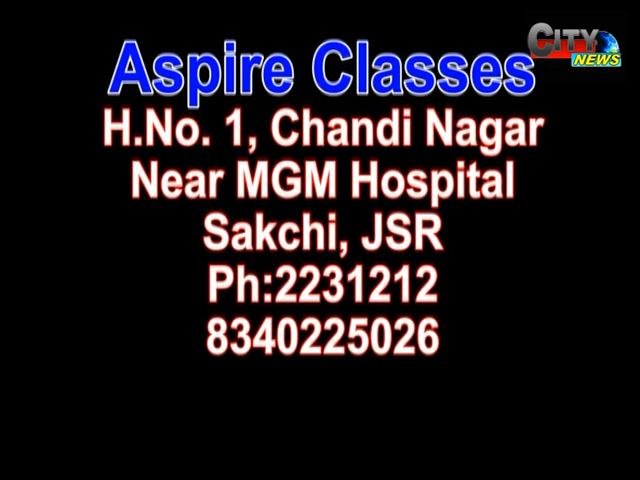 CITY
NEWS
Aspire Classes
H.No. 1, Chandi Nagar
Near MGM Hospital
Sakchi, JSR
Ph:2231212
8340225026